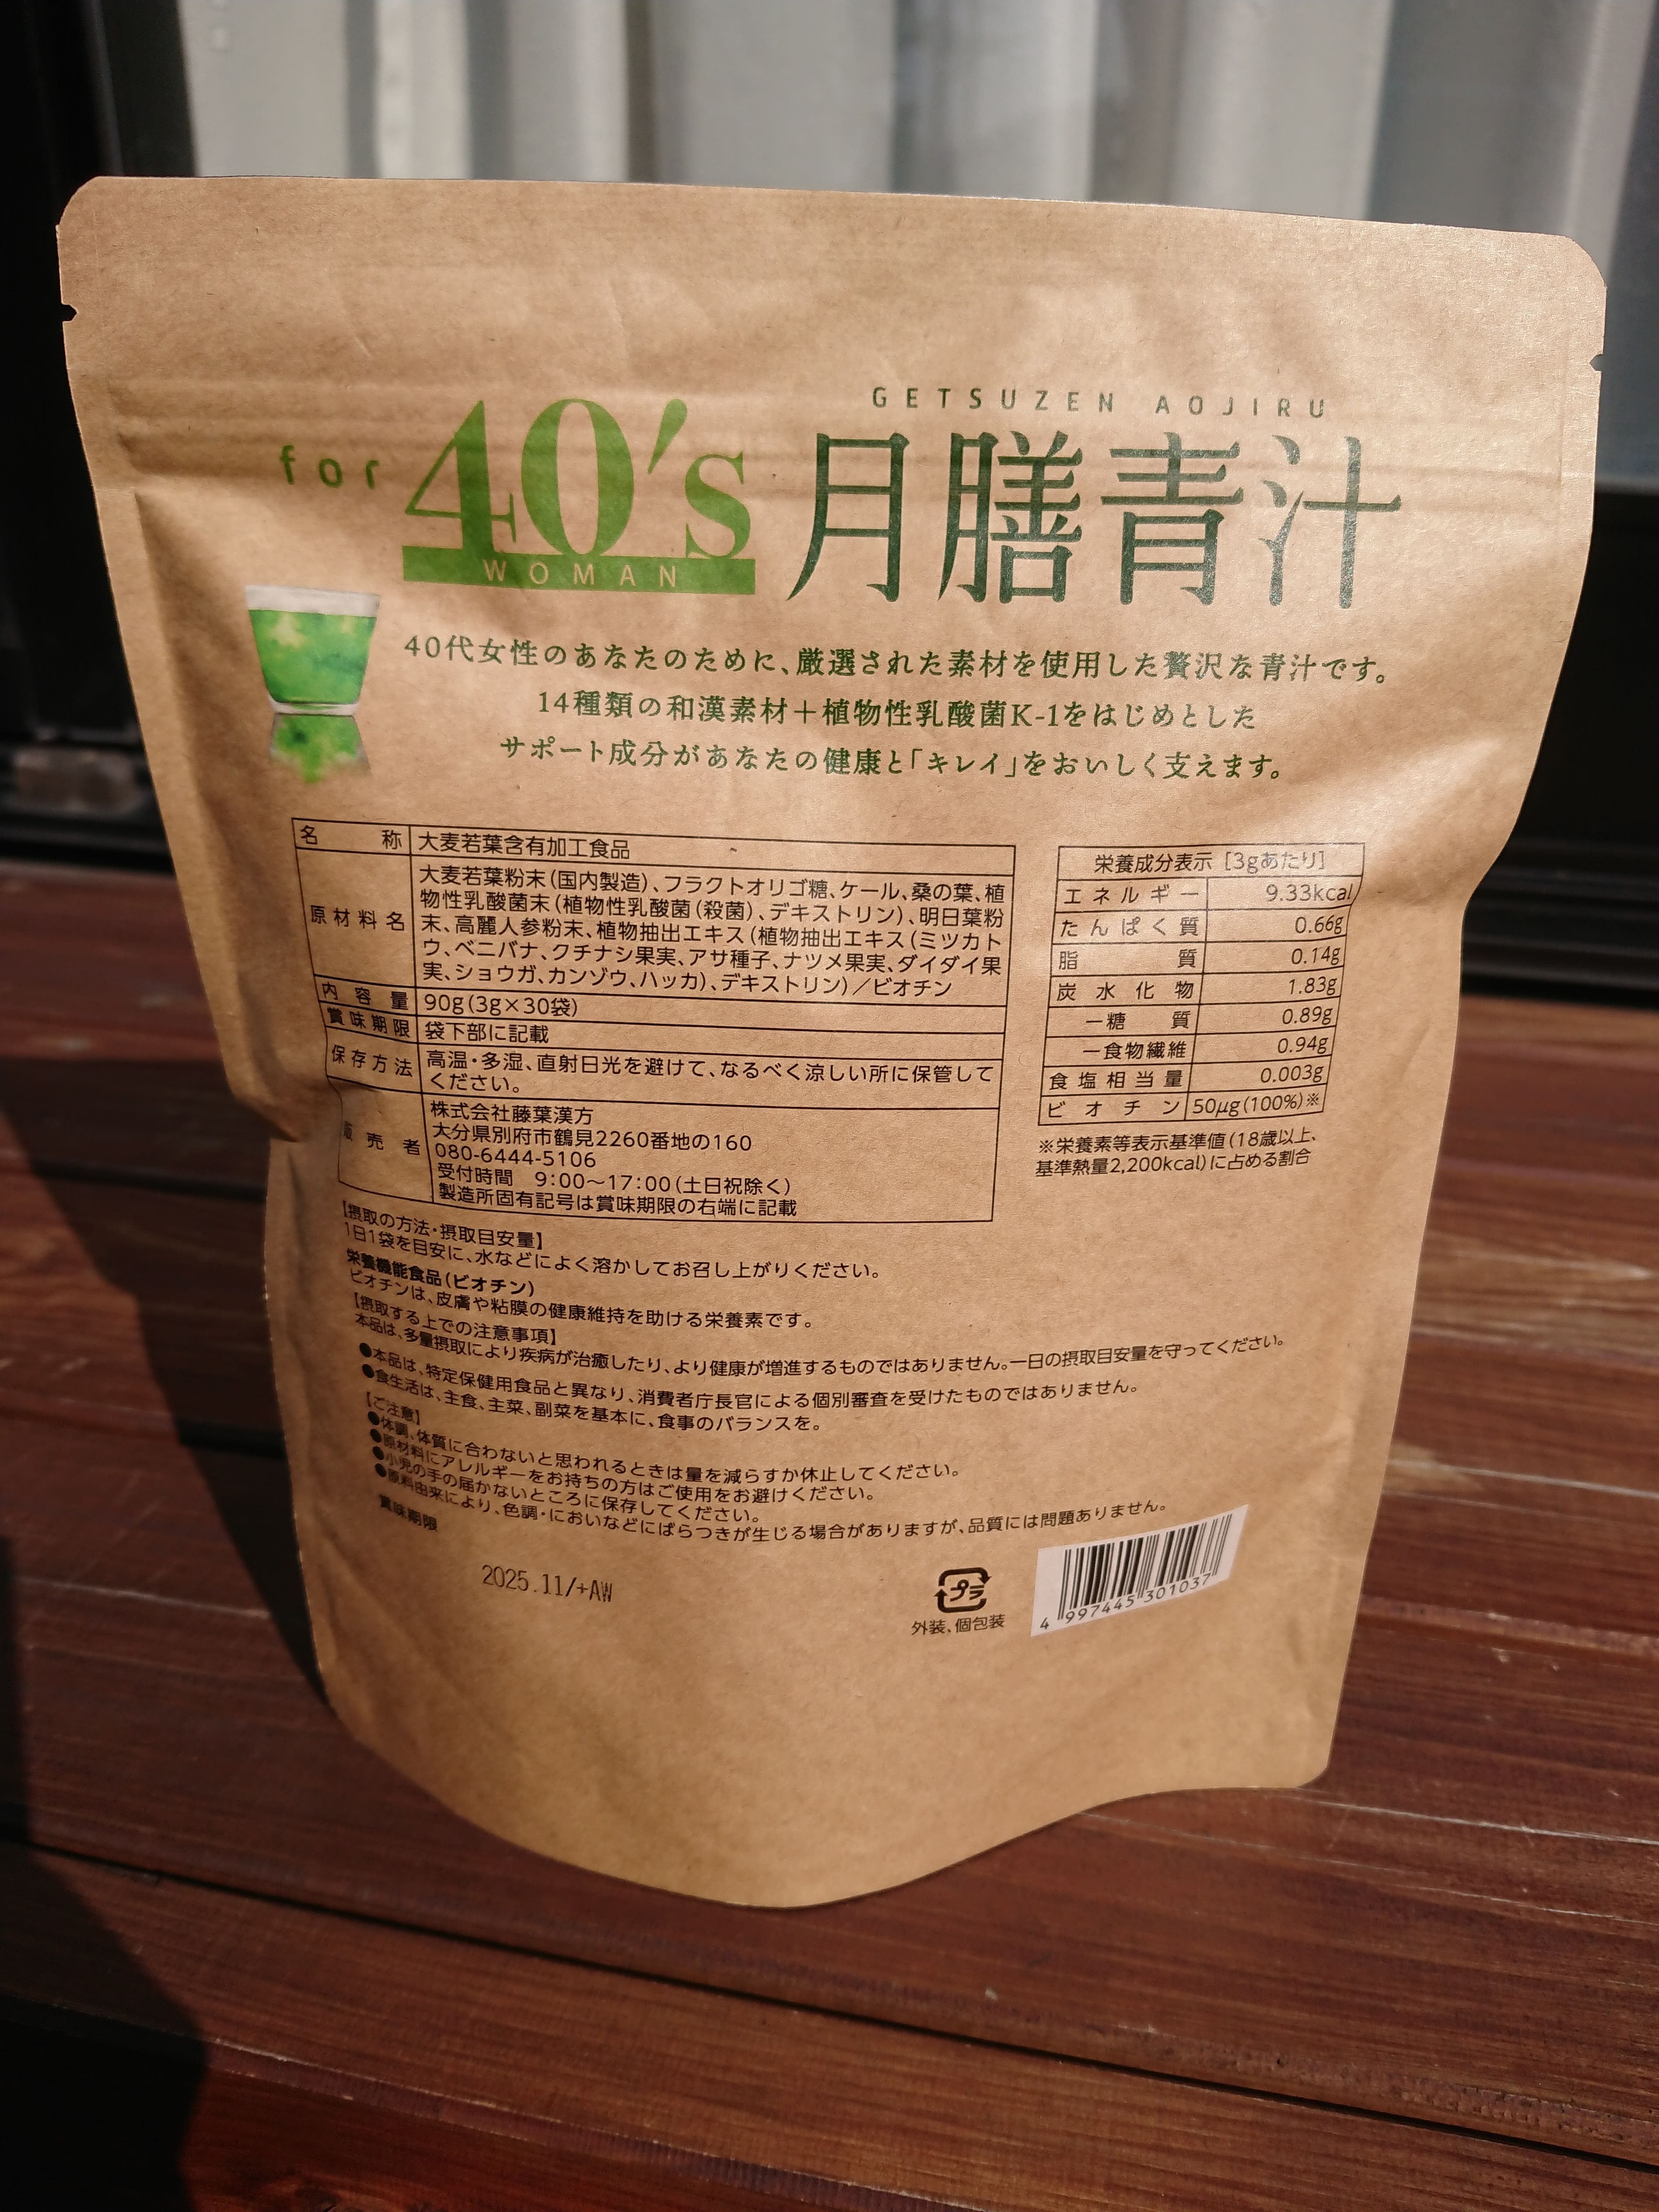 GETSUZEN AOJIRU
for 40's 月膳青汁
WOMAN
40代女性のあなたのために、厳選された素材を使用した贅沢な青汁です。
14種類の和漢素材＋植物性乳酸菌K-1をはじめとした
サポート成分があなたの健康と「キレイ」をおいしく支えます。
名称 大麦若葉含有加工食品
原材料名 大麦若葉粉末（国内製造）、フラクトオリゴ糖、ケール、桑の葉、植
物性乳酸菌末（植物性乳酸菌（殺菌）、デキストリン）、明日葉粉
末、高麗人参粉末、植物抽出エキス（植物抽出エキス（ミツカト
ウ、ベニバナ、クチナシ果実、アサ種子、ナツメ果実、ダイダイ果
実、ショウガ、カンゾウ、ハッカ）、デキストリン）／ビオチン
内容量 90g（3g×30袋）
賞味期限 袋下部に記載
保存方法 高温・多湿、直射日光を避けて、なるべく涼しい所に保管して
ください。
販売者 株式会社藤葉漢方
大分県別府市鶴見2260番地の160
080-6444-5106
受付時間 9：00～17：00（土日祝除く）
製造所固有記号は賞味期限の右端に記載
栄養成分表示［3gあたり］
エネルギー 9.33kcal
たんぱく質 0.66g
脂質 0.14g
炭水化物 1.83g
－糖質 0.89g
－食物繊維 0.94g
食塩相当量 0.003g
ビオチン 50μg（100%）※
※栄養素等表示基準値（18歳以上、
基準熱量2,200kcal）に占める割合
【摂取の方法・摂取目安量】
1日1袋を目安に、水などによく溶かしてお召し上がりください。
栄養機能食品（ビオチン）
ビオチンは、皮膚や粘膜の健康維持を助ける栄養素です。
【摂取する上での注意事項】
本品は、多量摂取により疾病が治癒したり、より健康が増進するものではありません。一日の摂取目安量を守ってください。
●本品は、特定保健用食品と異なり、消費者庁長官による個別審査を受けたものではありません。
●食生活は、主食、主菜、副菜を基本に、食事のバランスを。
【ご注意】
●体調、体質に合わないと思われるときは量を減らすか休止してください。
●原材料にアレルギーをお持ちの方はご使用をお避けください。
●小児の手の届かないところに保存してください。
●原料由来により、色調・においなどにばらつきが生じる場合がありますが、品質には問題ありません。
賞味期限
2025.11/+AW
プラ
外装、個包装
4 997445 301037